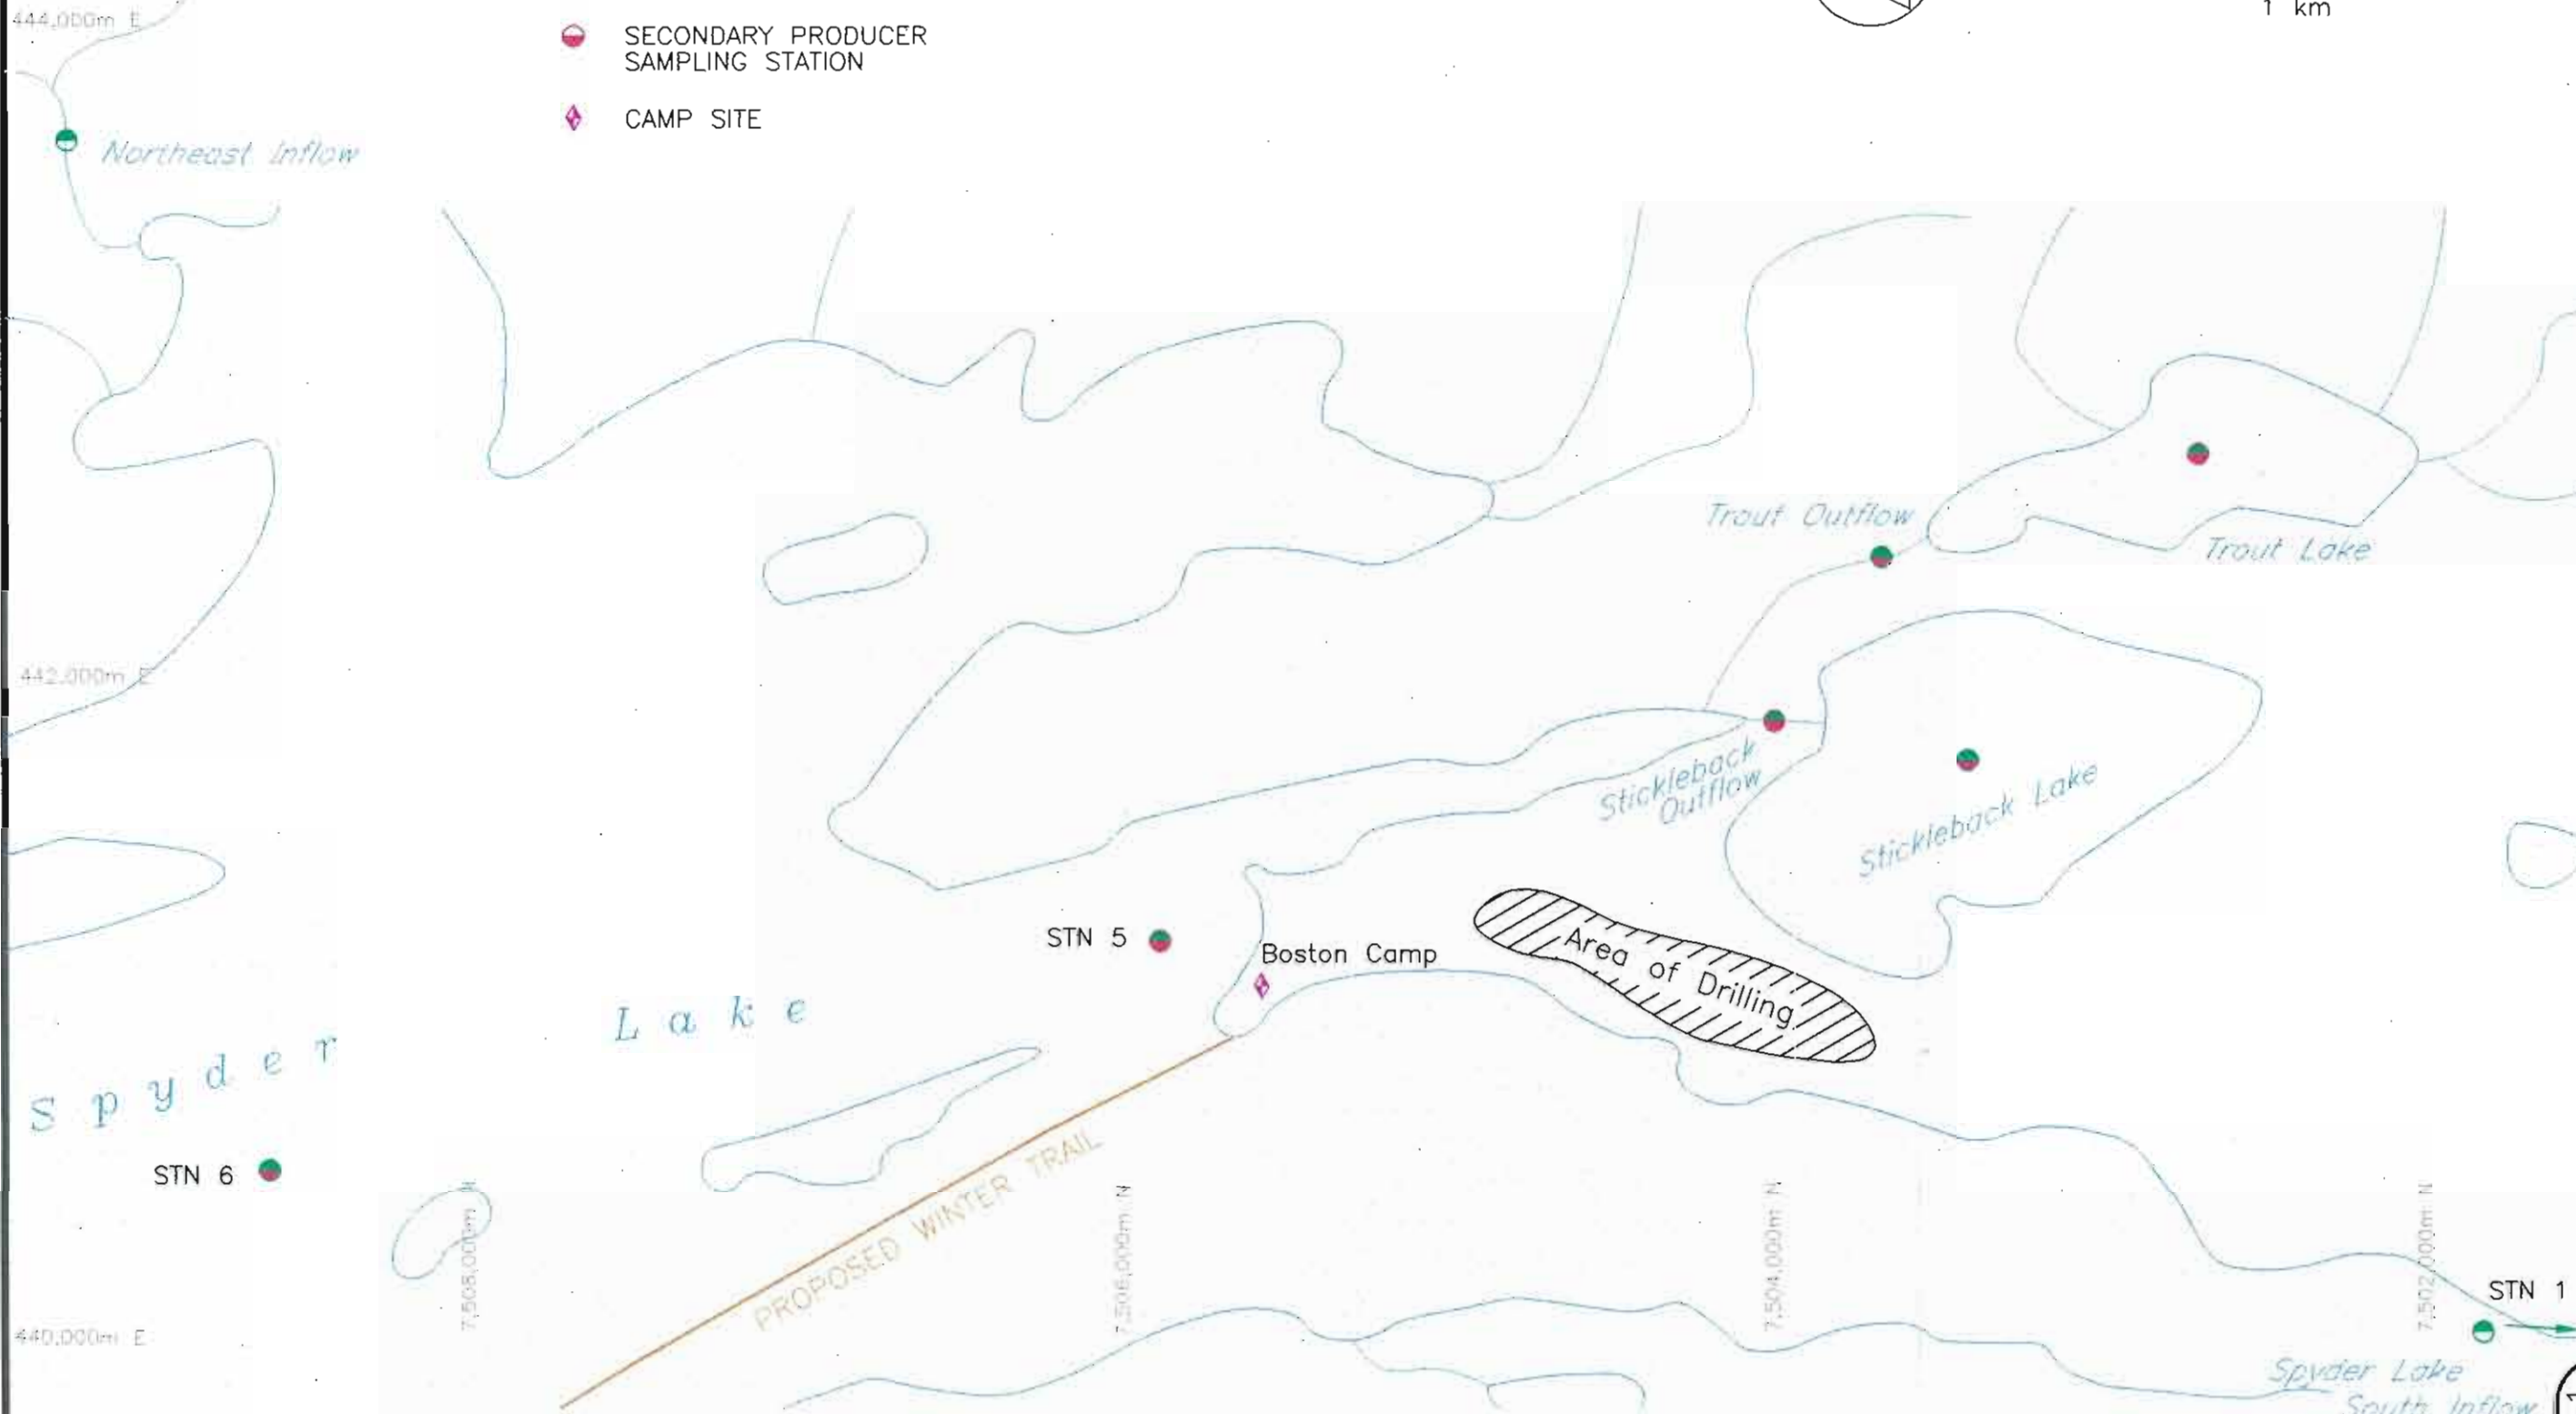 444,000m E
1 km
SECONDARY PRODUCER
SAMPLING STATION
CAMP SITE
Northeast Inflow
Trout Outflow
Trout Lake
442,000m E
Stickleback
Outflow
Stickleback Lake
STN 5
Boston Camp
Area of Drilling
Spyder Lake
STN 6
PROPOSED WINTER TRAIL
7,508,000m N
7,506,000m N
7,504,000m N
7,502,000m N
STN 1
440,000m E
Spyder Lake
South Inflow